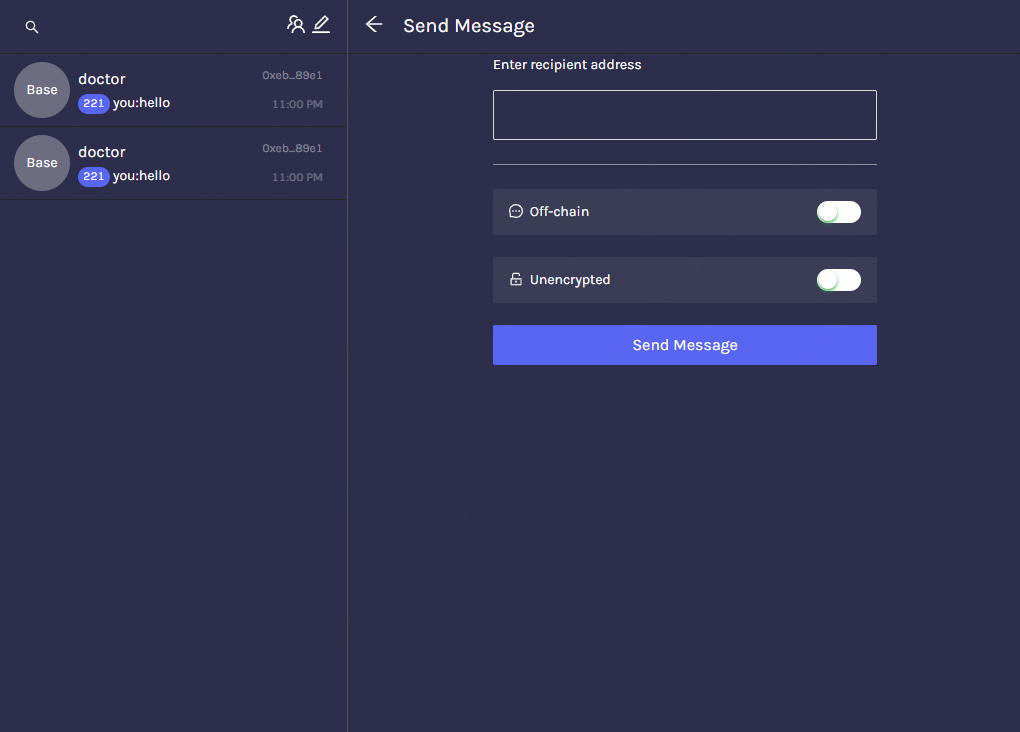 Base
doctor
0xeb...89e1
221 you:hello
11:00 PM
Base
doctor
0xeb...89e1
221 you:hello
11:00 PM
Send Message
Enter recipient address
Off-chain
Unencrypted
Send Message